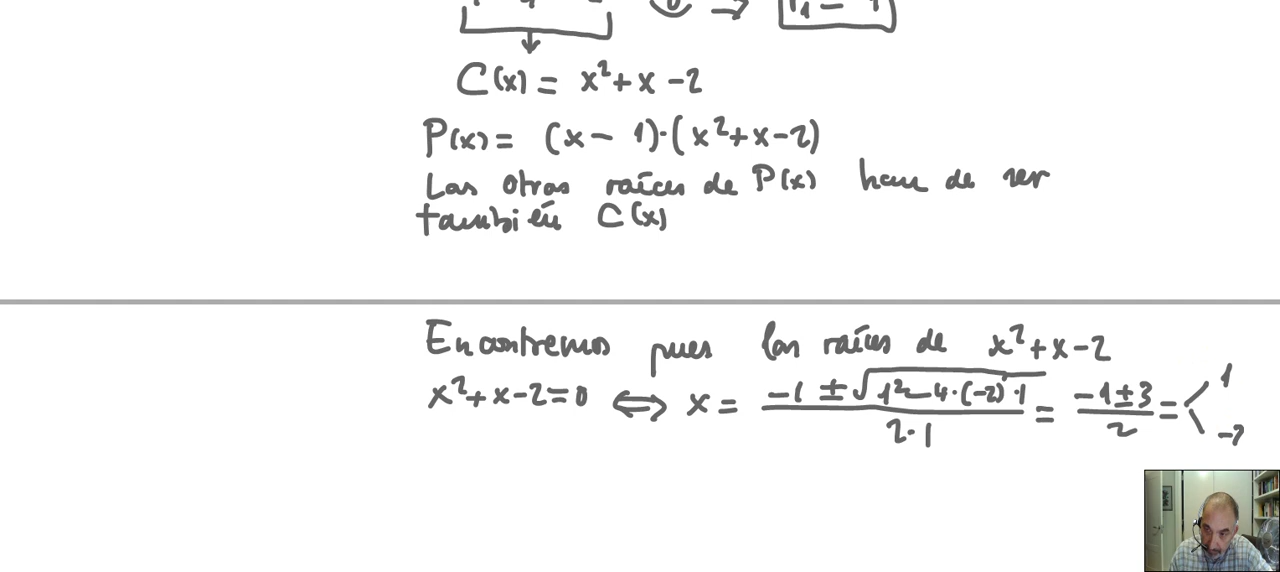 C(x) = x²+x-2
P(x) = (x- 1)·(x²+x-2)
Las otras raíces de P(x) han de ser
también C(x)
Encontremos pues las raíces de x²+x-2
x²+x-2=0 ⟺ x = (-1 ± √(1²-4·(-2)·1))/(2·1) = (-1±3)/2 = < 1
-2